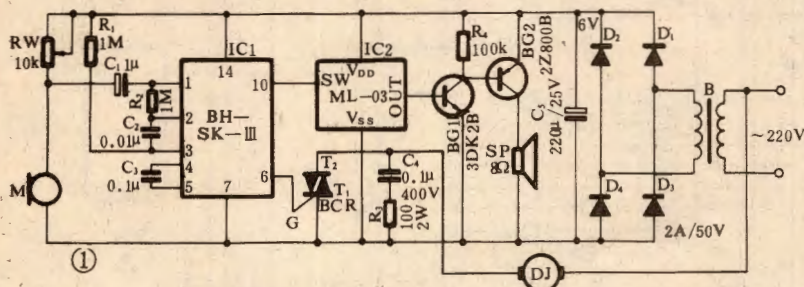 RW
10k
R₁
1M
C₁ 1μ
R₂
1M
C₂
0.01μ
C₃
0.1μ
M
①
IC1
14
1
2
3
4
5
BH-
SK-Ⅲ
10
6
7
G
IC2
SW
V_DD
ML-03
OUT
V_SS
T₂
T₁
BCR
C₄
0.1μ
400V
R₃
100
2W
R₄
100k
BG1
3DK2B
BG2
2Z800B
SP
8Ω
6V
C₅
220μ/25V
D₂
D₁
D₄
D₃
2A/50V
B
~220V
DJ